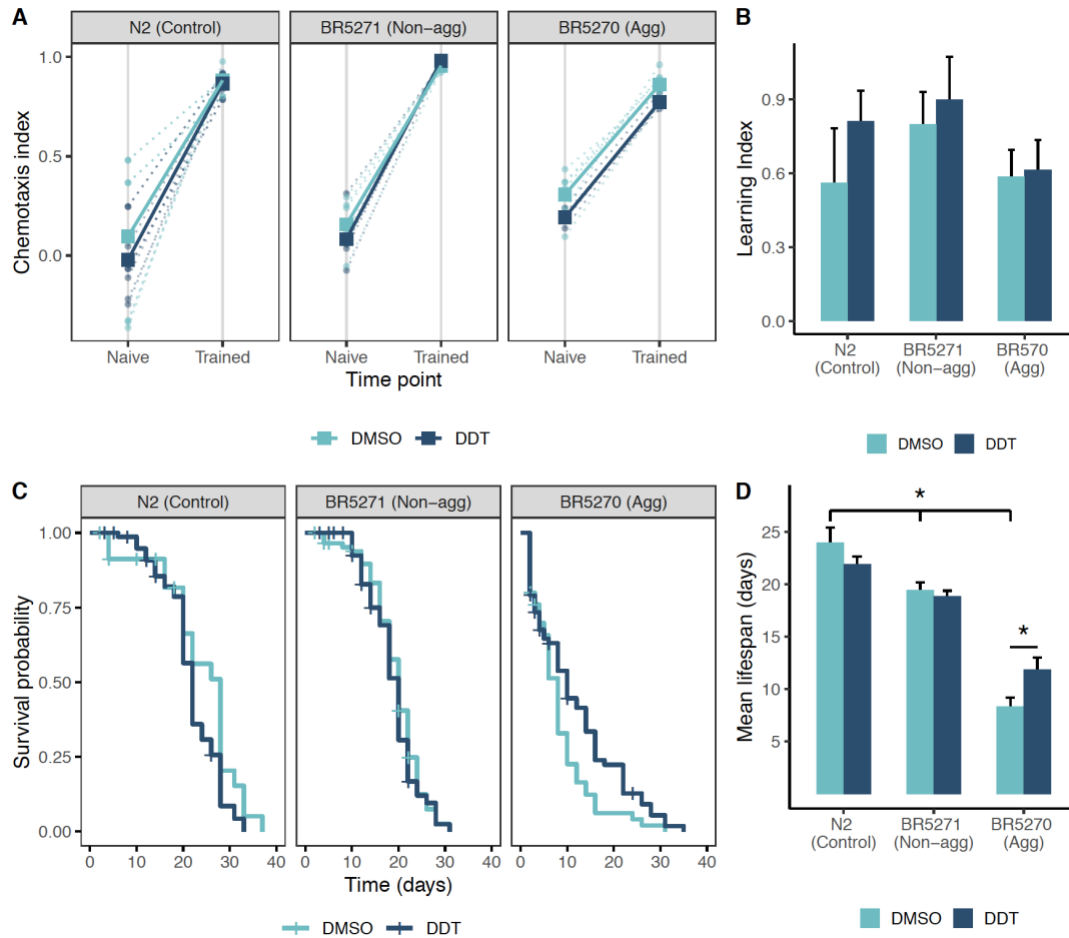 A
N2 (Control)
BR5271 (Non-agg)
BR5270 (Agg)
Chemotaxis index
1.0
0.5
0.0
Naive Trained
Naive Trained
Naive Trained
Time point
DMSO DDT
B
Learning Index
0.9
0.6
0.3
0.0
N2
(Control)
BR5271
(Non-agg)
BR570
(Agg)
DMSO DDT
C
N2 (Control)
BR5271 (Non-agg)
BR5270 (Agg)
Survival probability
1.00
0.75
0.50
0.25
0.00
0 10 20 30 40
0 10 20 30 40
0 10 20 30 40
Time (days)
DMSO DDT
D
*
*
Mean lifespan (days)
25
20
15
10
5
N2
(Control)
BR5271
(Non-agg)
BR5270
(Agg)
DMSO DDT